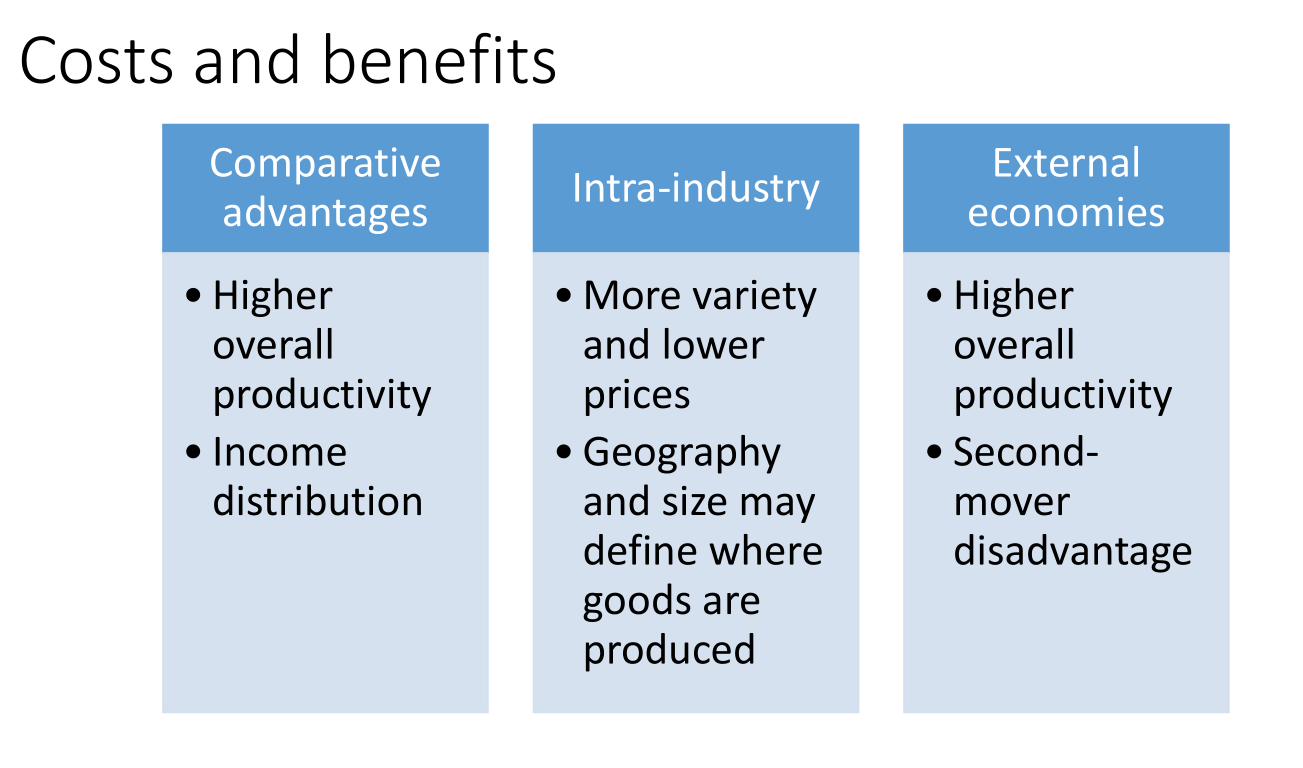 Costs and benefits
Comparative
advantages
• Higher
overall
productivity
• Income
distribution
Intra-industry
• More variety
and lower
prices
• Geography
and size may
define where
goods are
produced
External
economies
• Higher
overall
productivity
• Second-
mover
disadvantage